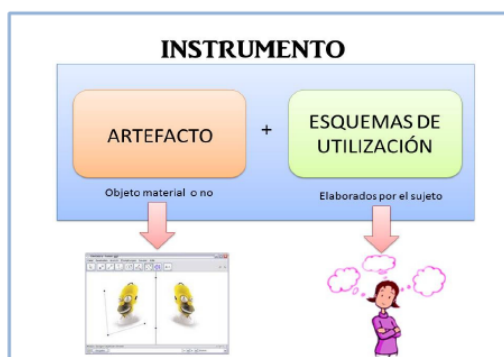 INSTRUMENTO
ARTEFACTO
+
ESQUEMAS DE
UTILIZACIÓN
Objeto material o no
Elaborados por el sujeto